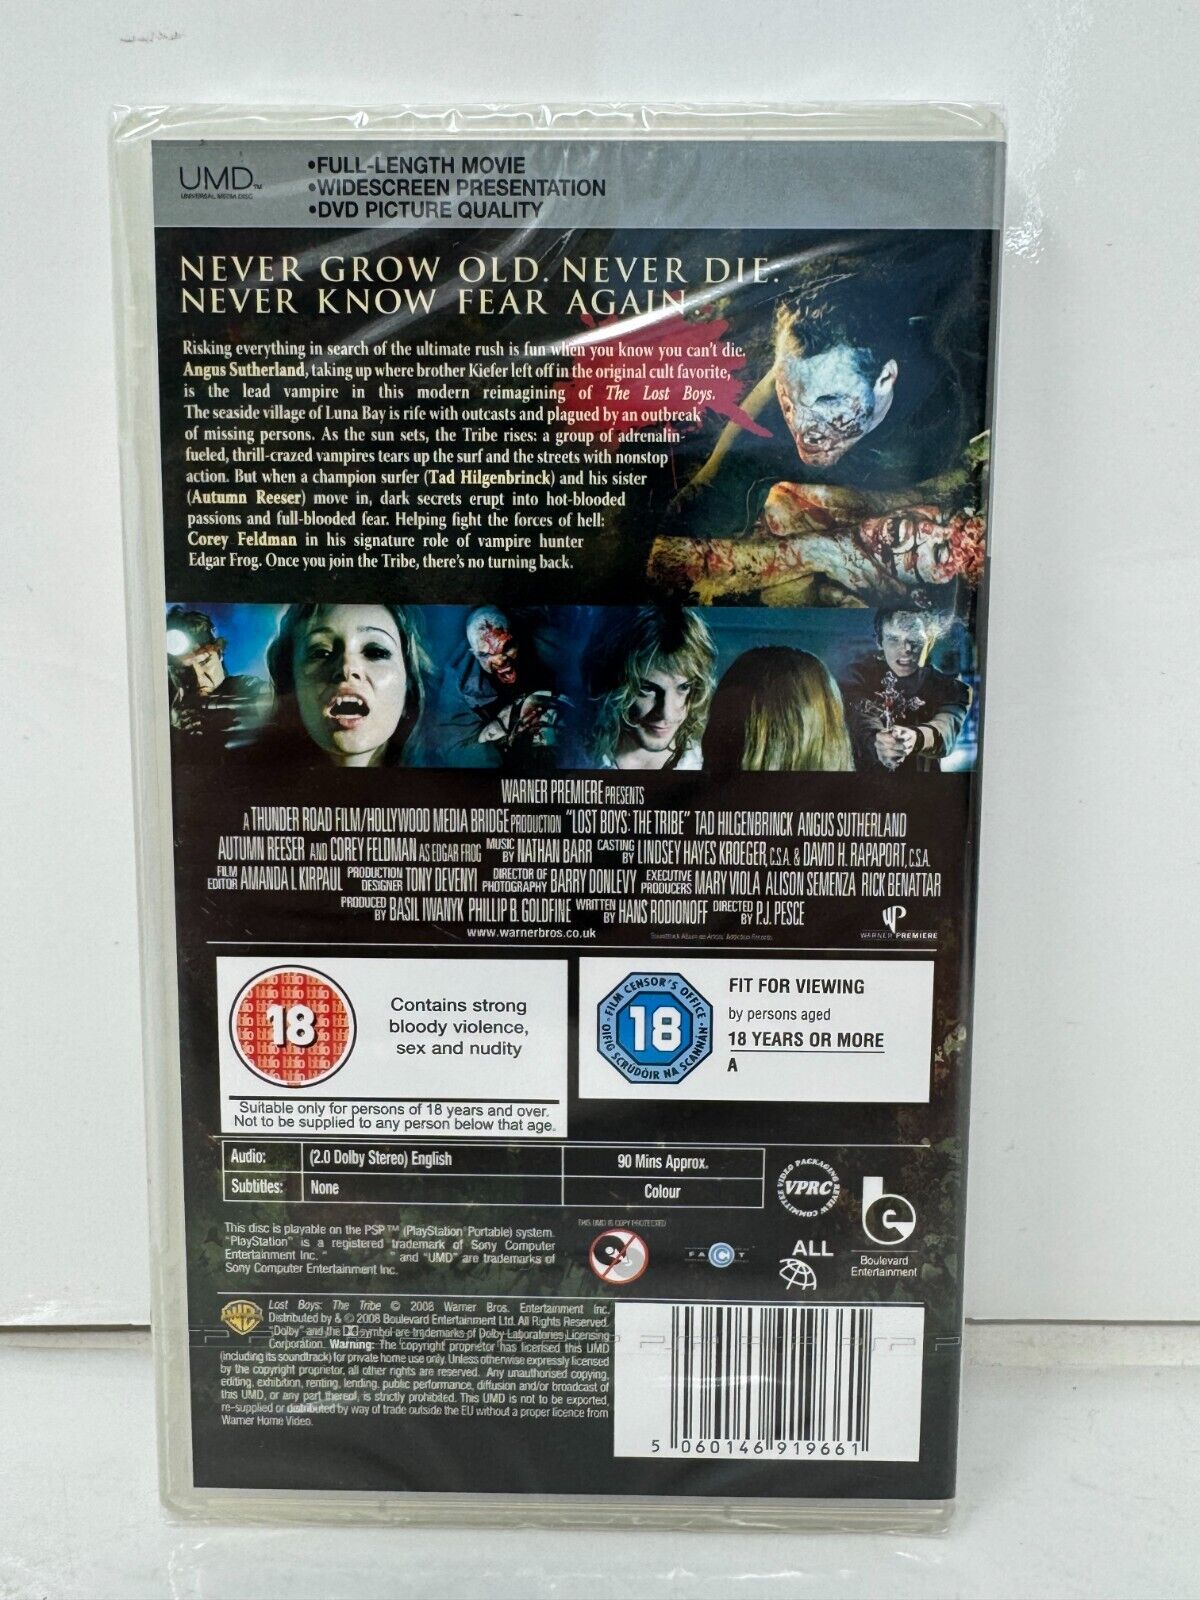 UMD™
UNIVERSAL MEDIA DISC
•FULL-LENGTH MOVIE
•WIDESCREEN PRESENTATION
•DVD PICTURE QUALITY
NEVER GROW OLD. NEVER DIE.
NEVER KNOW FEAR AGAIN.
Risking everything in search of the ultimate rush is fun when you know you can't die.
Angus Sutherland, taking up where brother Kiefer left off in the original cult favorite,
is the lead vampire in this modern reimagining of The Lost Boys.
The seaside village of Luna Bay is rife with outcasts and plagued by an outbreak
of missing persons. As the sun sets, the Tribe rises: a group of adrenalin-
fueled, thrill-crazed vampires tears up the surf and the streets with nonstop
action. But when a champion surfer (Tad Hilgenbrinck) and his sister
(Autumn Reeser) move in, dark secrets erupt into hot-blooded
passions and full-blooded fear. Helping fight the forces of hell:
Corey Feldman in his signature role of vampire hunter
Edgar Frog. Once you join the Tribe, there's no turning back.
WARNER PREMIERE PRESENTS
A THUNDER ROAD FILM/HOLLYWOOD MEDIA BRIDGE PRODUCTION "LOST BOYS: THE TRIBE" TAD HILGENBRINCK ANGUS SUTHERLAND
AUTUMN REESER AND COREY FELDMAN AS EDGAR FROG MUSIC BY NATHAN BARR CASTING BY LINDSEY HAYES KROEGER, C.S.A. & DAVID H. RAPAPORT, C.S.A.
FILM EDITOR AMANDA I. KIRPAUL PRODUCTION DESIGNER TONY DEVENYI DIRECTOR OF PHOTOGRAPHY BARRY DONLEVY EXECUTIVE PRODUCERS MARY VIOLA ALISON SEMENZA RICK BENATTAR
PRODUCED BY BASIL IWANYK PHILLIP B. GOLDFINE WRITTEN BY HANS RODIONOFF DIRECTED BY P.J. PESCE
www.warnerbros.co.uk
WARNER PREMIERE
18
Contains strong
bloody violence,
sex and nudity
Suitable only for persons of 18 years and over.
Not to be supplied to any person below that age.
FILM CENSOR'S OFFICE
18
OIFIG SCRÚDÓIR NA SCANNÁN
FIT FOR VIEWING
by persons aged
18 YEARS OR MORE
A
Audio: (2.0 Dolby Stereo) English 90 Mins Approx.
Subtitles: None Colour
VIDEO PACKAGING REVIEW COMMITTEE
VPRC
This disc is playable on the PSP™ (PlayStation®Portable) system.
"PlayStation" is a registered trademark of Sony Computer
Entertainment Inc. " " and "UMD" are trademarks of
Sony Computer Entertainment Inc.
THIS UMD IS COPY PROTECTED
FACT
ALL
Boulevard
Entertainment
WB
Lost Boys: The Tribe © 2008 Warner Bros. Entertainment Inc.
Distributed by & © 2008 Boulevard Entertainment Ltd. All Rights Reserved.
"Dolby" and the DD symbol are trademarks of Dolby Laboratories Licensing
Corporation. Warning: The copyright proprietor has licensed this UMD
(including its soundtrack) for private home use only. Unless otherwise expressly licensed
by the copyright proprietor, all other rights are reserved. Any unauthorised copying,
editing, exhibition, renting, lending, public performance, diffusion and/or broadcast of
this UMD, or any part thereof, is strictly prohibited. This UMD is not to be exported,
re-supplied or distributed by way of trade outside the EU without a proper licence from
Warner Home Video.
5 060146 919661